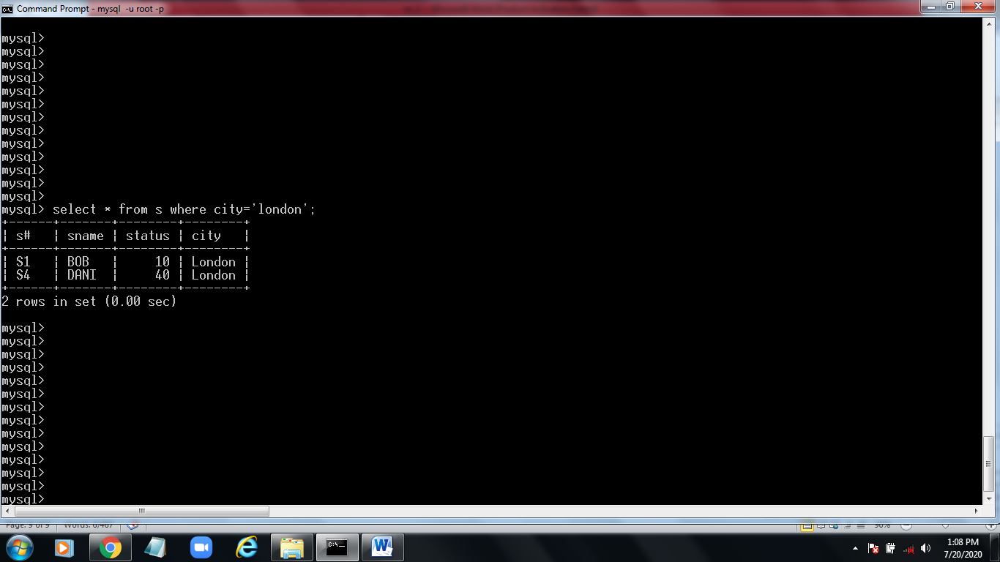 Command Prompt - mysql -u root -p
mysql>
mysql>
mysql>
mysql>
mysql>
mysql>
mysql>
mysql>
mysql>
mysql>
mysql>
mysql>
mysql>
mysql> select * from s where city='london';
+------+-------+--------+--------+
| s#   | sname | status | city   |
+------+-------+--------+--------+
| S1   | BOB   |     10 | London |
| S4   | DANI  |     40 | London |
+------+-------+--------+--------+
2 rows in set (0.00 sec)
mysql>
mysql>
mysql>
mysql>
mysql>
mysql>
mysql>
mysql>
mysql>
mysql>
mysql>
mysql>
mysql>
mysql>
Page: 9 of 9 Words: 6/467 90%
1:08 PM
7/20/2020